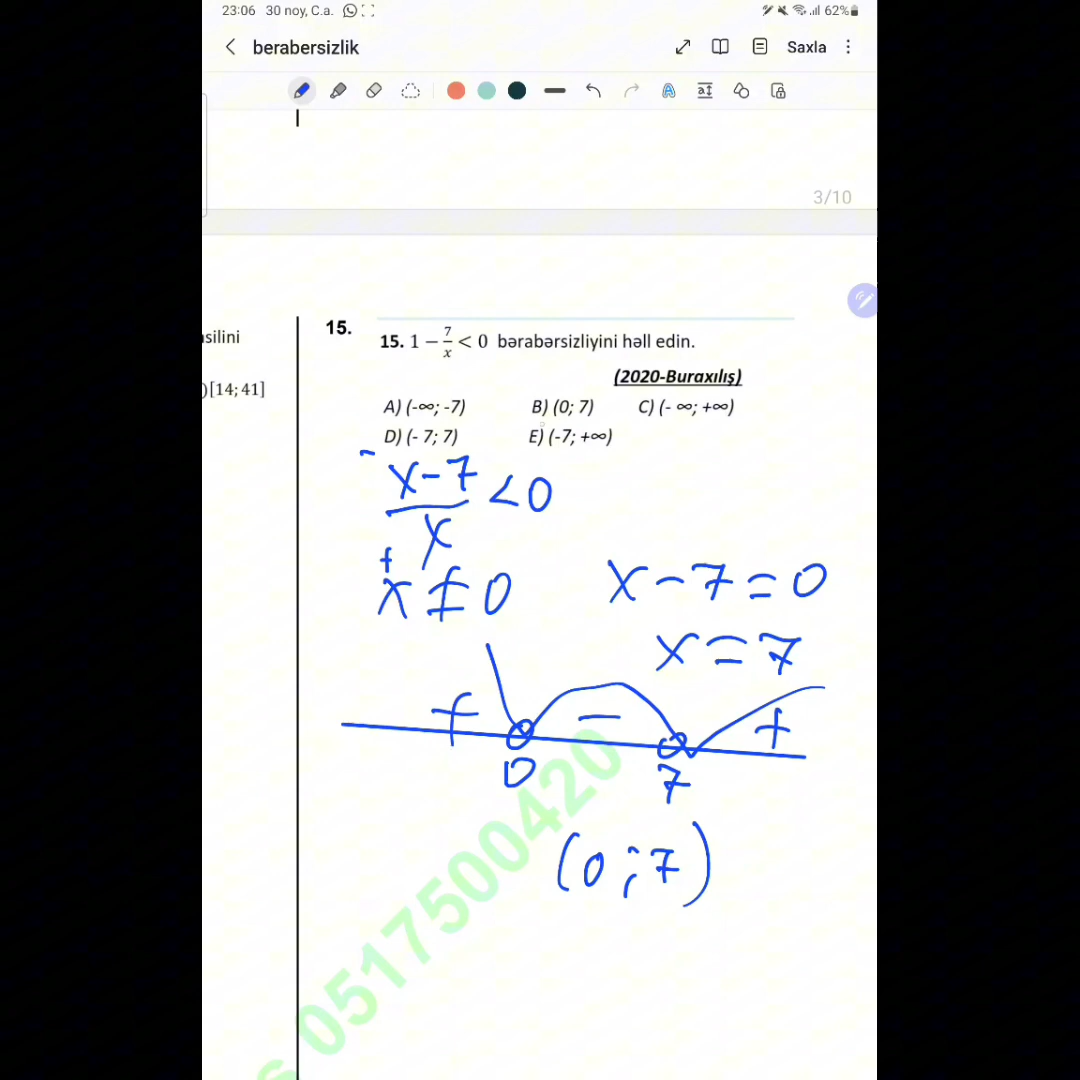 23:06 30 noy, C.a. 62%
berabersizlik Saxla
3/10
silini
)[14; 41]
15.
15. 1 − 7/x < 0 bərabərsizliyini həll edin.
(2020-Buraxılış)
A) (-∞; -7) B) (0; 7) C) (- ∞; +∞)
D) (- 7; 7) E) (-7; +∞)
x-7/x <0
x ≠ 0 x-7=0
x=7
+ - +
0 7
(0;7)
0517500420